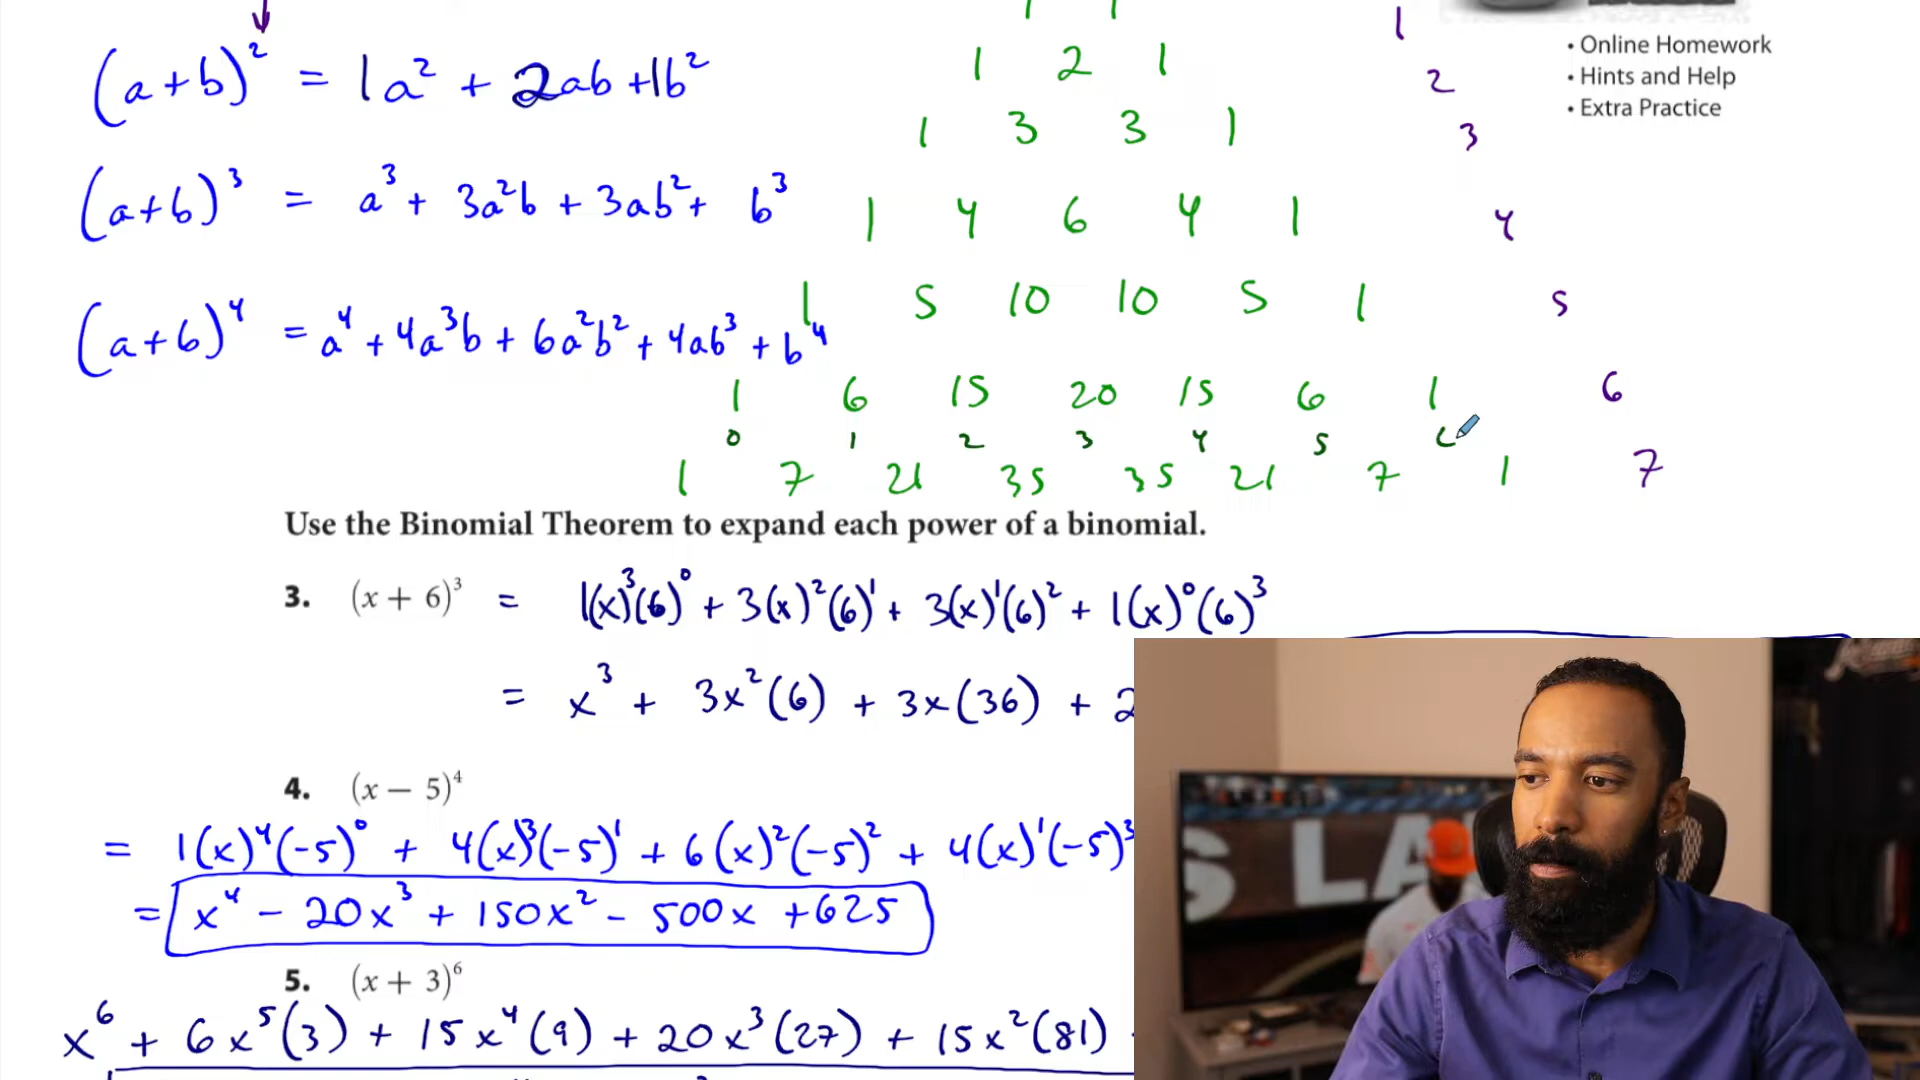 (a+b)² = 1a² + 2ab + 1b²
(a+b)³ = a³ + 3a²b + 3ab² + b³
(a+b)⁴ = a⁴ + 4a³b + 6a²b² + 4ab³ + b⁴
1 1 1
1 2 1 2
1 3 3 1 3
1 4 6 4 1 4
1 5 10 10 5 1 5
1 6 15 20 15 6 1 6
0 1 2 3 4 5
1 7 21 35 35 21 7 1 7
• Online Homework
• Hints and Help
• Extra Practice
Use the Binomial Theorem to expand each power of a binomial.
3. (x + 6)³ = 1(x)³(6)⁰ + 3(x)²(6)¹ + 3(x)¹(6)² + 1(x)⁰(6)³
= x³ + 3x²(6) + 3x(36) + 2
4. (x − 5)⁴
= 1(x)⁴(-5)⁰ + 4(x)³(-5)¹ + 6(x)²(-5)² + 4(x)¹(-5)³
= x⁴ − 20x³ + 150x² − 500x + 625
5. (x + 3)⁶
x⁶ + 6x⁵(3) + 15x⁴(9) + 20x³(27) + 15x²(81)